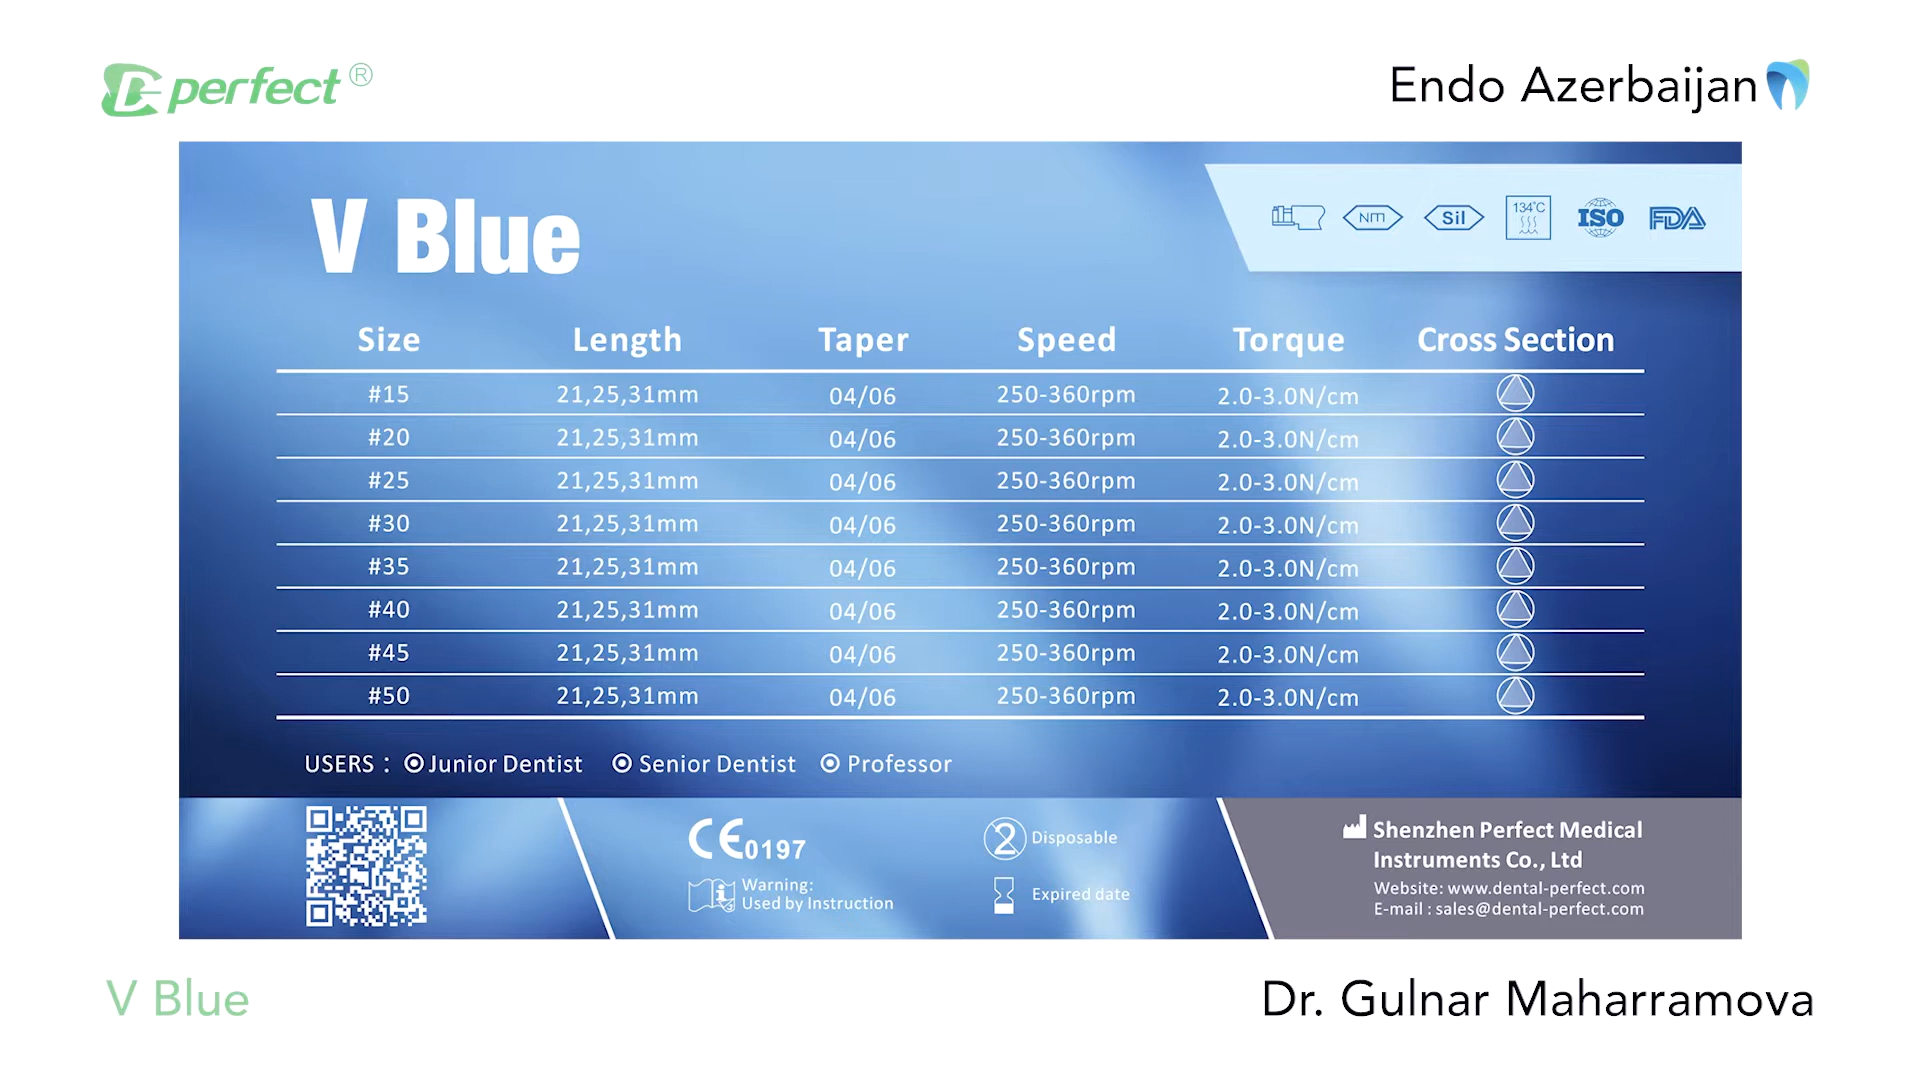 perfect®
Endo Azerbaijan
V Blue
Nm
Sil
134°C
ISO
FDA
Size Length Taper Speed Torque Cross Section
#15 21,25,31mm 04/06 250-360rpm 2.0-3.0N/cm
#20 21,25,31mm 04/06 250-360rpm 2.0-3.0N/cm
#25 21,25,31mm 04/06 250-360rpm 2.0-3.0N/cm
#30 21,25,31mm 04/06 250-360rpm 2.0-3.0N/cm
#35 21,25,31mm 04/06 250-360rpm 2.0-3.0N/cm
#40 21,25,31mm 04/06 250-360rpm 2.0-3.0N/cm
#45 21,25,31mm 04/06 250-360rpm 2.0-3.0N/cm
#50 21,25,31mm 04/06 250-360rpm 2.0-3.0N/cm
USERS : Junior Dentist Senior Dentist Professor
CE0197
Warning:
Used by Instruction
2 Disposable
Expired date
Shenzhen Perfect Medical
Instruments Co., Ltd
Website: www.dental-perfect.com
E-mail : sales@dental-perfect.com
V Blue
Dr. Gulnar Maharramova